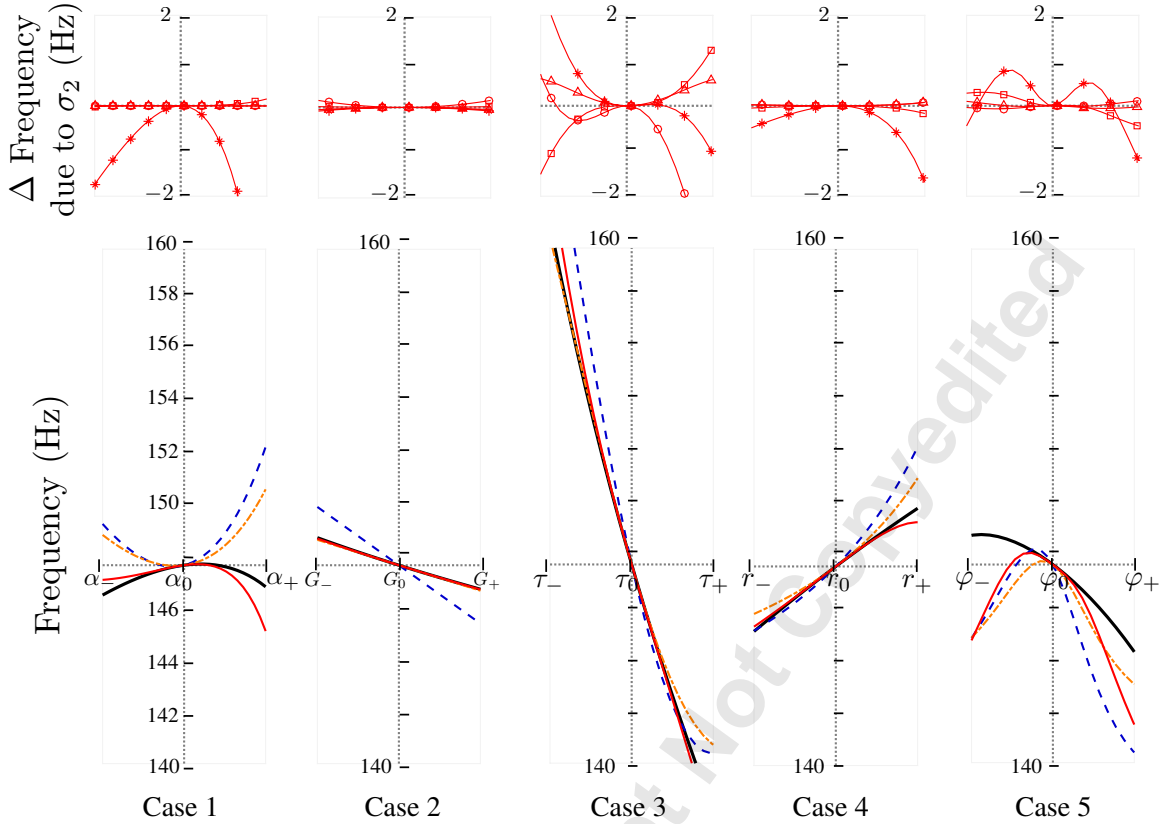 Δ Frequency
due to σ₂ (Hz)
2
−2
2
−2
2
−2
2
−2
2
−2
Frequency (Hz)
160
158
156
154
152
150
146
144
142
140
α− α0 α+
160
G− G0 G+
140
160
τ− τ0 τ+
140
160
r− r0 r+
140
160
φ− φ0 φ+
140
Not Copyedited
Case 1 Case 2 Case 3 Case 4 Case 5